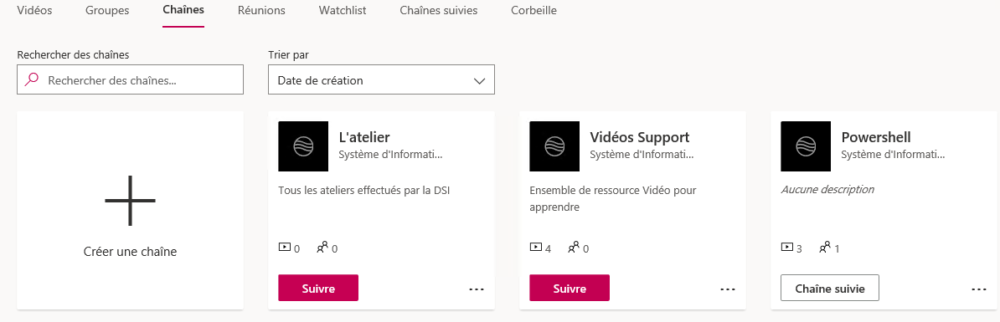 Vidéos Groupes Chaînes Réunions Watchlist Chaînes suivies Corbeille
Rechercher des chaînes Trier par
Rechercher des chaînes... Date de création
Créer une chaîne
L'atelier
Système d'Informati...
Tous les ateliers effectués par la DSI
0 0
Suivre ...
Vidéos Support
Système d'Informati...
Ensemble de ressource Vidéo pour
apprendre
4 0
Suivre ...
Powershell
Système d'Informati...
Aucune description
3 1
Chaîne suivie ...